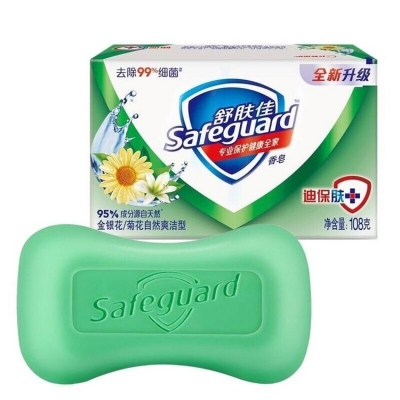 去除99%细菌#
全新升级
舒肤佳
Safeguard
专业保护健康全家
香皂
迪保肤
95%成分源自天然^
金银花/菊花自然爽洁型
净含量:108克
Safeguard